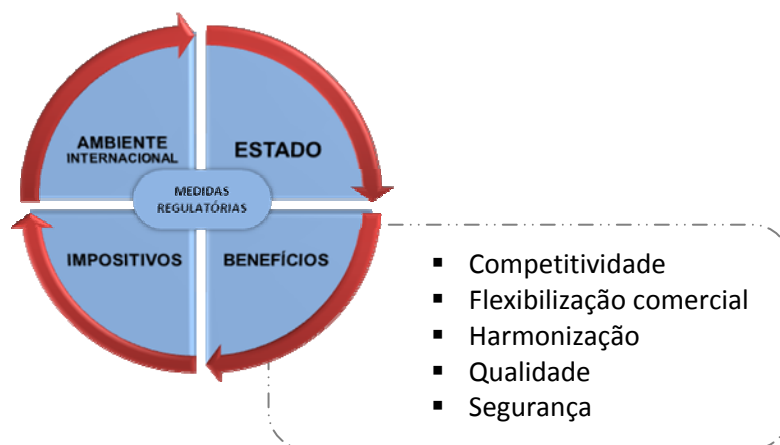 AMBIENTE
INTERNACIONAL
ESTADO
MEDIDAS
REGULATÓRIAS
IMPOSITIVOS
BENEFÍCIOS
▪ Competitividade
▪ Flexibilização comercial
▪ Harmonização
▪ Qualidade
▪ Segurança